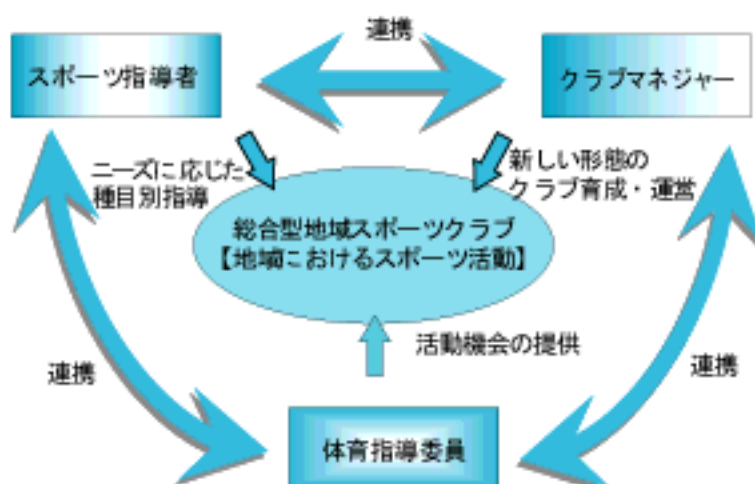 連携
スポーツ指導者
クラブマネジャー
ニーズに応じた
種目別指導
新しい形態の
クラブ育成・運営
総合型地域スポーツクラブ
【地域におけるスポーツ活動】
活動機会の提供
連携
連携
体育指導委員